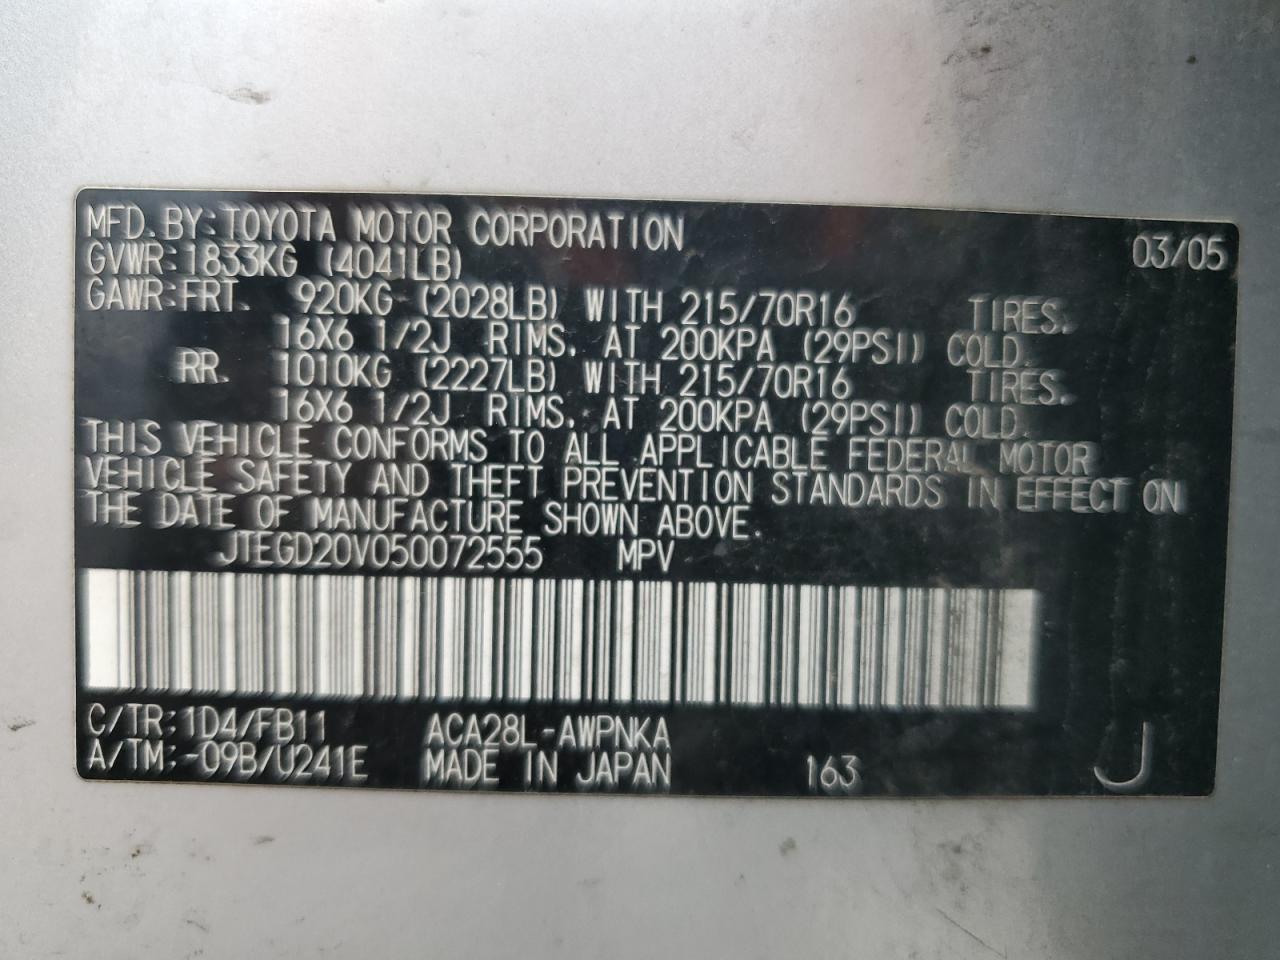 MFD. BY: TOYOTA MOTOR CORPORATION 03/05
GVWR: 1833KG (4041LB)
GAWR: FRT. 920KG (2028LB) WITH 215/70R16 TIRES,
16X6 1/2J RIMS, AT 200KPA (29PSI) COLD.
RR. 1010KG (2227LB) WITH 215/70R16 TIRES,
16X6 1/2J RIMS, AT 200KPA (29PSI) COLD.
THIS VEHICLE CONFORMS TO ALL APPLICABLE FEDERAL MOTOR
VEHICLE SAFETY AND THEFT PREVENTION STANDARDS IN EFFECT ON
THE DATE OF MANUFACTURE SHOWN ABOVE.
JTEGD20V050072555 MPV
C/TR: 1D4/FB11 ACA28L-AWPNKA
A/TM: -09B/U241E MADE IN JAPAN 163 J